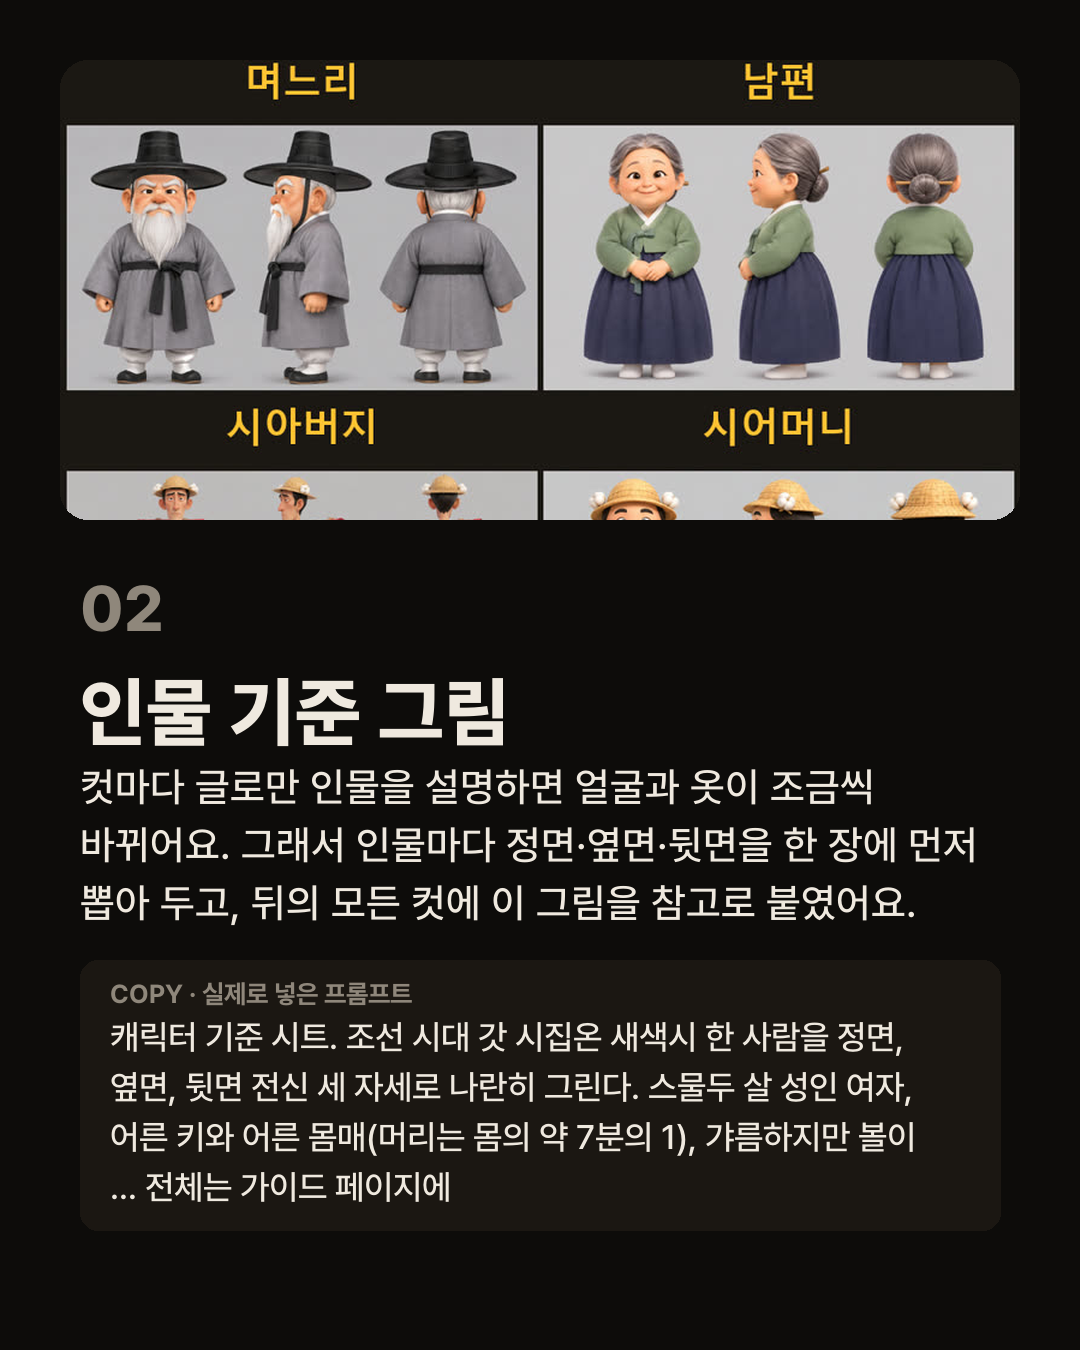 며느리
남편
시아버지
시어머니
02
인물 기준 그림
컷마다 글로만 인물을 설명하면 얼굴과 옷이 조금씩
바뀌어요. 그래서 인물마다 정면·옆면·뒷면을 한 장에 먼저
뽑아 두고, 뒤의 모든 컷에 이 그림을 참고로 붙였어요.
COPY · 실제로 넣은 프롬프트
캐릭터 기준 시트. 조선 시대 갓 시집온 새색시 한 사람을 정면,
옆면, 뒷면 전신 세 자세로 나란히 그린다. 스물두 살 성인 여자,
어른 키와 어른 몸매(머리는 몸의 약 7분의 1), 갸름하지만 볼이
... 전체는 가이드 페이지에